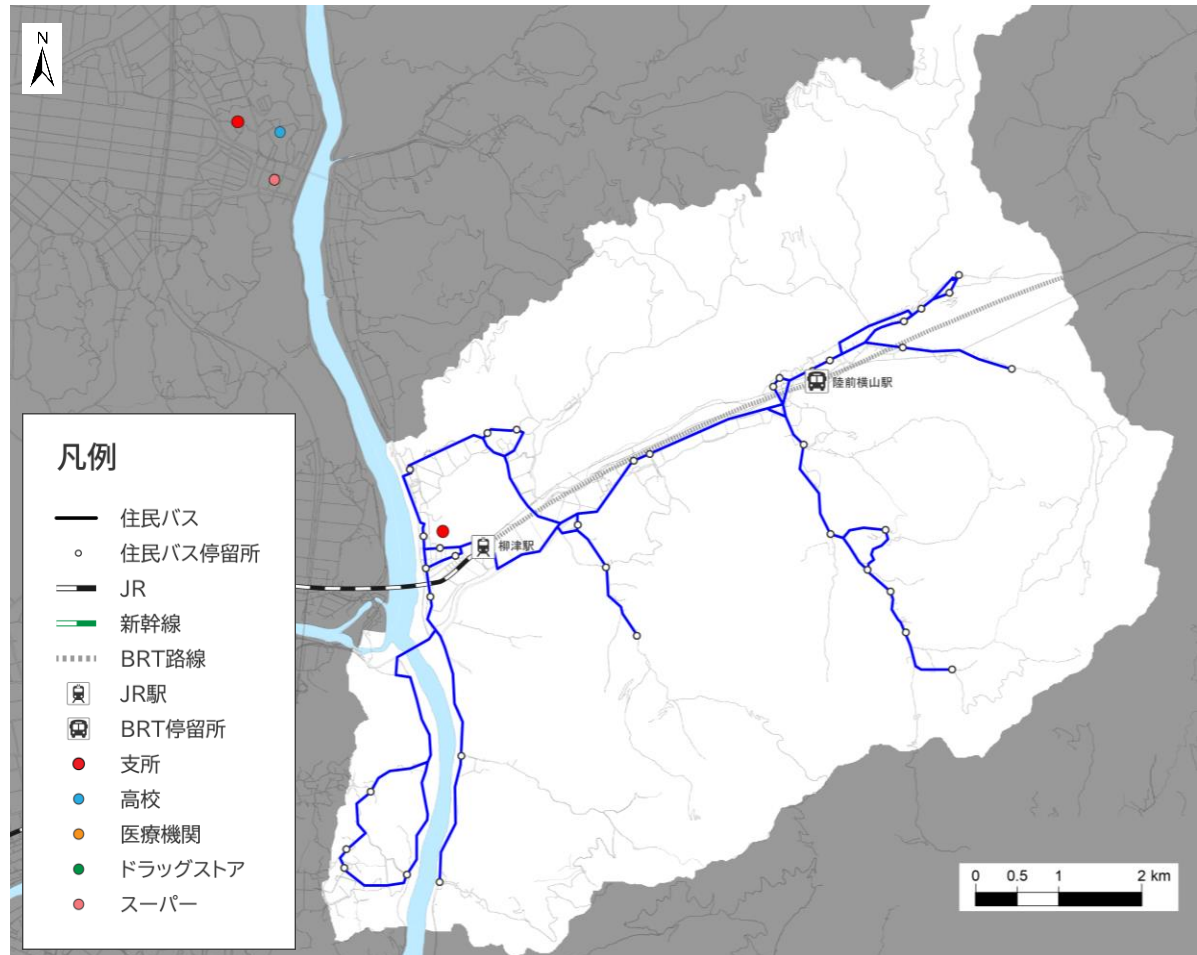 N
陸前横山駅
柳津駅
凡例
住民バス
住民バス停留所
JR
新幹線
BRT路線
JR駅
BRT停留所
支所
高校
医療機関
ドラッグストア
スーパー
0 0.5 1 2 km